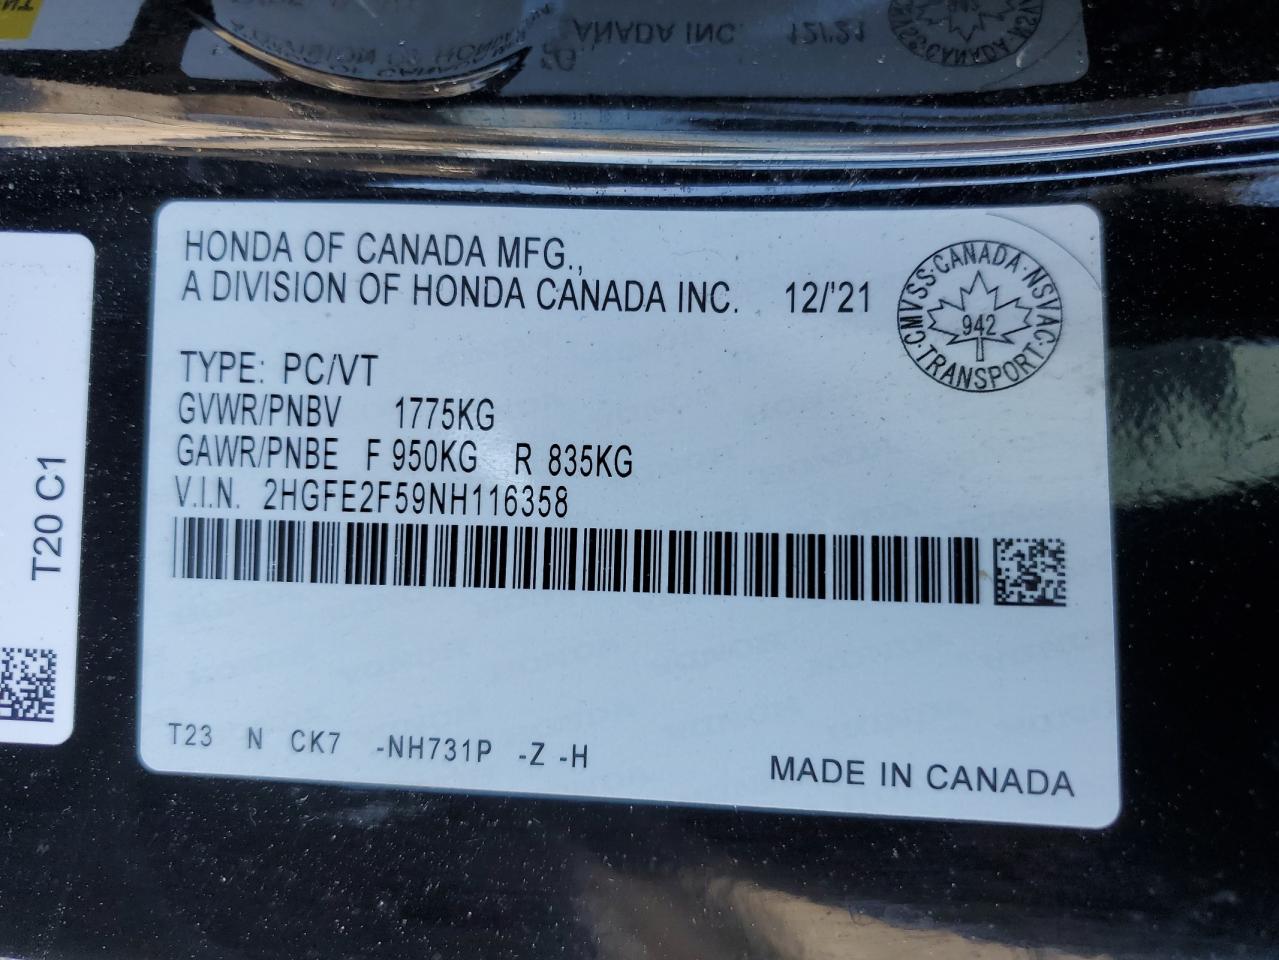 HONDA OF CANADA MFG.,
A DIVISION OF HONDA CANADA INC. 12/'21
CMVSS·CANADA·NSVAC·TRANSPORT·
942
TYPE: PC/VT
GVWR/PNBV 1775KG
GAWR/PNBE F 950KG R 835KG
V.I.N. 2HGFE2F59NH116358
T23 N CK7 -NH731P -Z -H
MADE IN CANADA
T20 C1